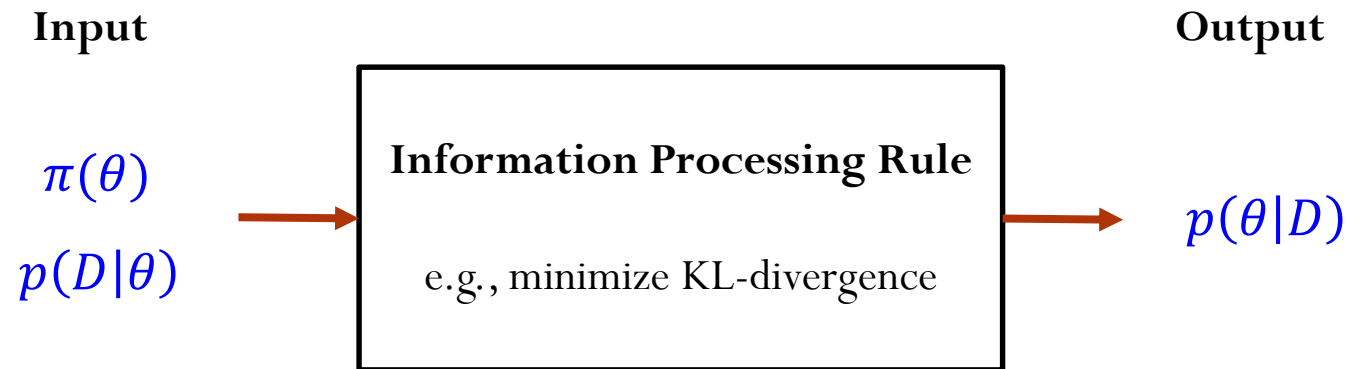 Input
Output
π(θ)
p(D|θ)
Information Processing Rule
e.g., minimize KL-divergence
p(θ|D)